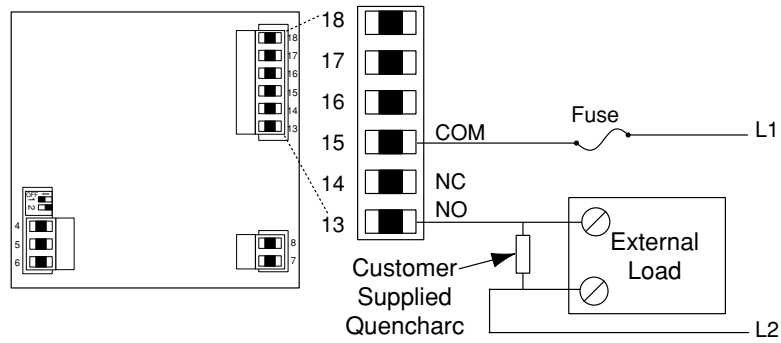 18
17
16
15
14
13
OFF
1
2
4
5
6
8
7
18
17
16
15
14
13
COM
NC
NO
Fuse
L1
External
Load
Customer
Supplied
Quencharc
L2